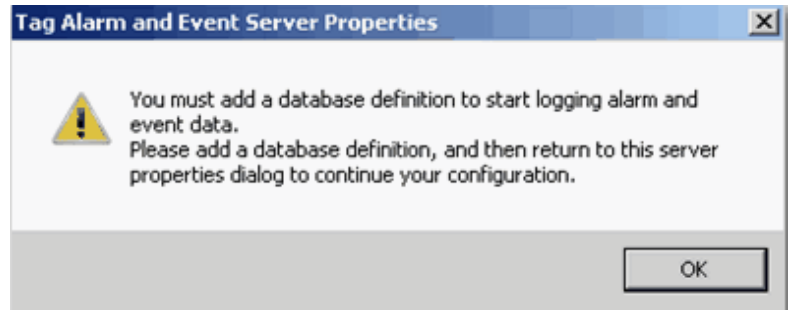 Tag Alarm and Event Server Properties
You must add a database definition to start logging alarm and
event data.
Please add a database definition, and then return to this server
properties dialog to continue your configuration.
OK